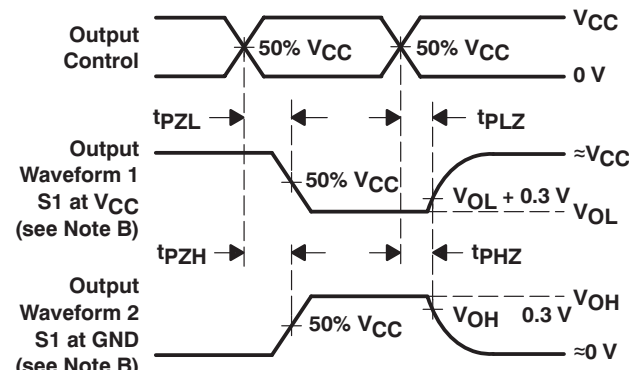 Output
Control
50% VCC
50% VCC
VCC
0 V
tPZL
tPLZ
Output
Waveform 1
S1 at VCC
(see Note B)
50% VCC
≈VCC
VOL + 0.3 V
VOL
tPZH
tPHZ
Output
Waveform 2
S1 at GND
(see Note B)
50% VCC
VOH
VOH 0.3 V
≈0 V